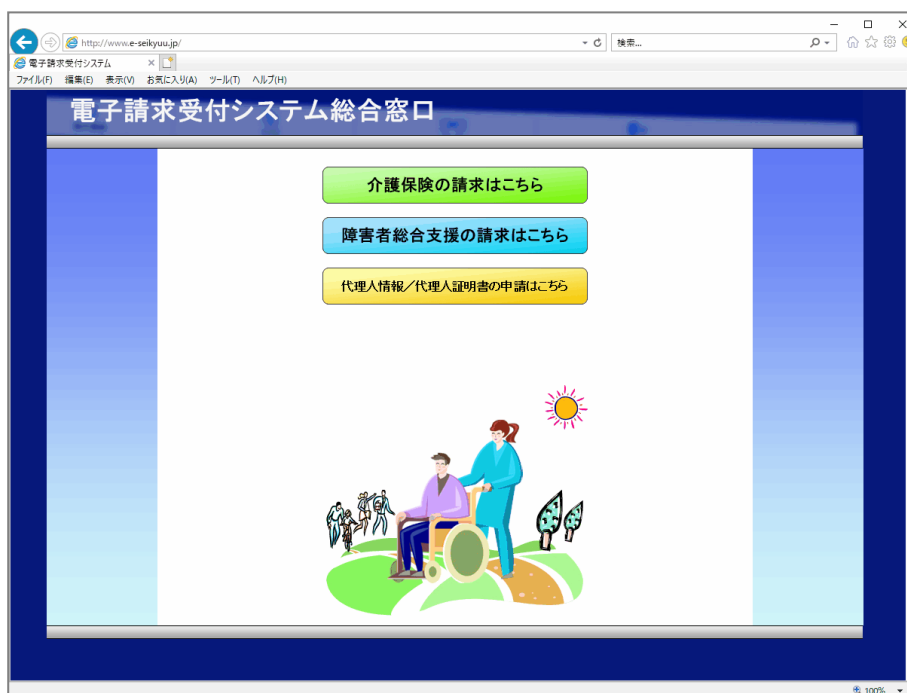 http://www.e-seikyuu.jp/
検索...
電子請求受付システム
ファイル(F) 編集(E) 表示(V) お気に入り(A) ツール(T) ヘルプ(H)
電子請求受付システム総合窓口
介護保険の請求はこちら
障害者総合支援の請求はこちら
代理人情報/代理人証明書の申請はこちら
100%